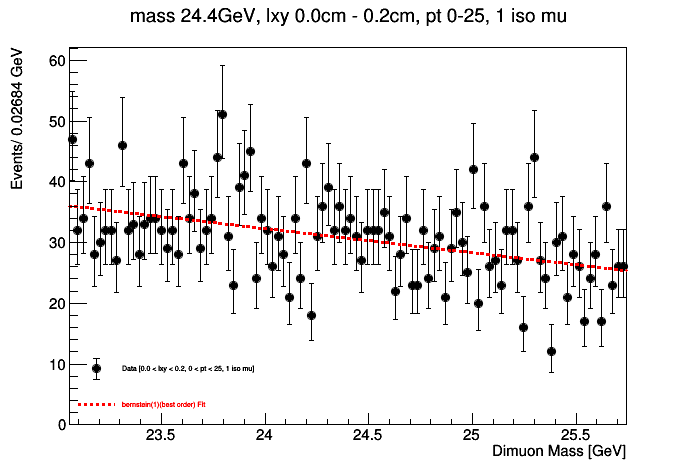 mass 24.4GeV, lxy 0.0cm - 0.2cm, pt 0-25, 1 iso mu
Events/ 0.02684 GeV
60
50
40
30
20
10
0
Data [0.0 < lxy < 0.2, 0 < pt < 25, 1 iso mu]
bernstein(1)(best order) Fit
23.5 24 24.5 25 25.5
Dimuon Mass [GeV]